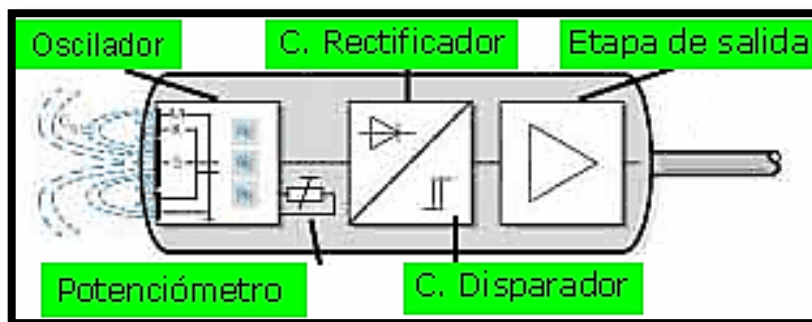 Oscilador
C. Rectificador
Etapa de salida
Potenciómetro
C. Disparador